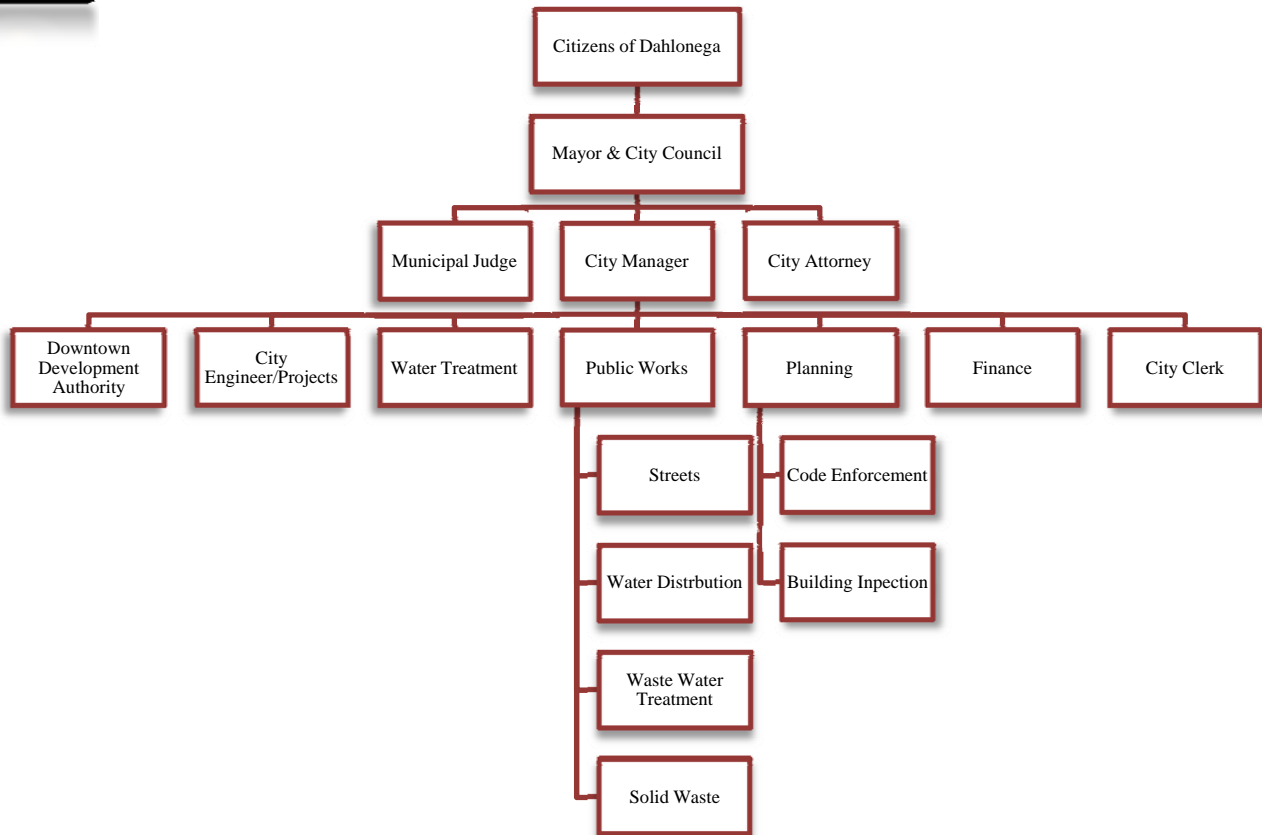 Citizens of Dahlonega
Mayor & City Council
Municipal Judge
City Manager
City Attorney
Downtown
Development
Authority
City
Engineer/Projects
Water Treatment
Public Works
Planning
Finance
City Clerk
Streets
Code Enforcement
Water Distrbution
Building Inpection
Waste Water
Treatment
Solid Waste